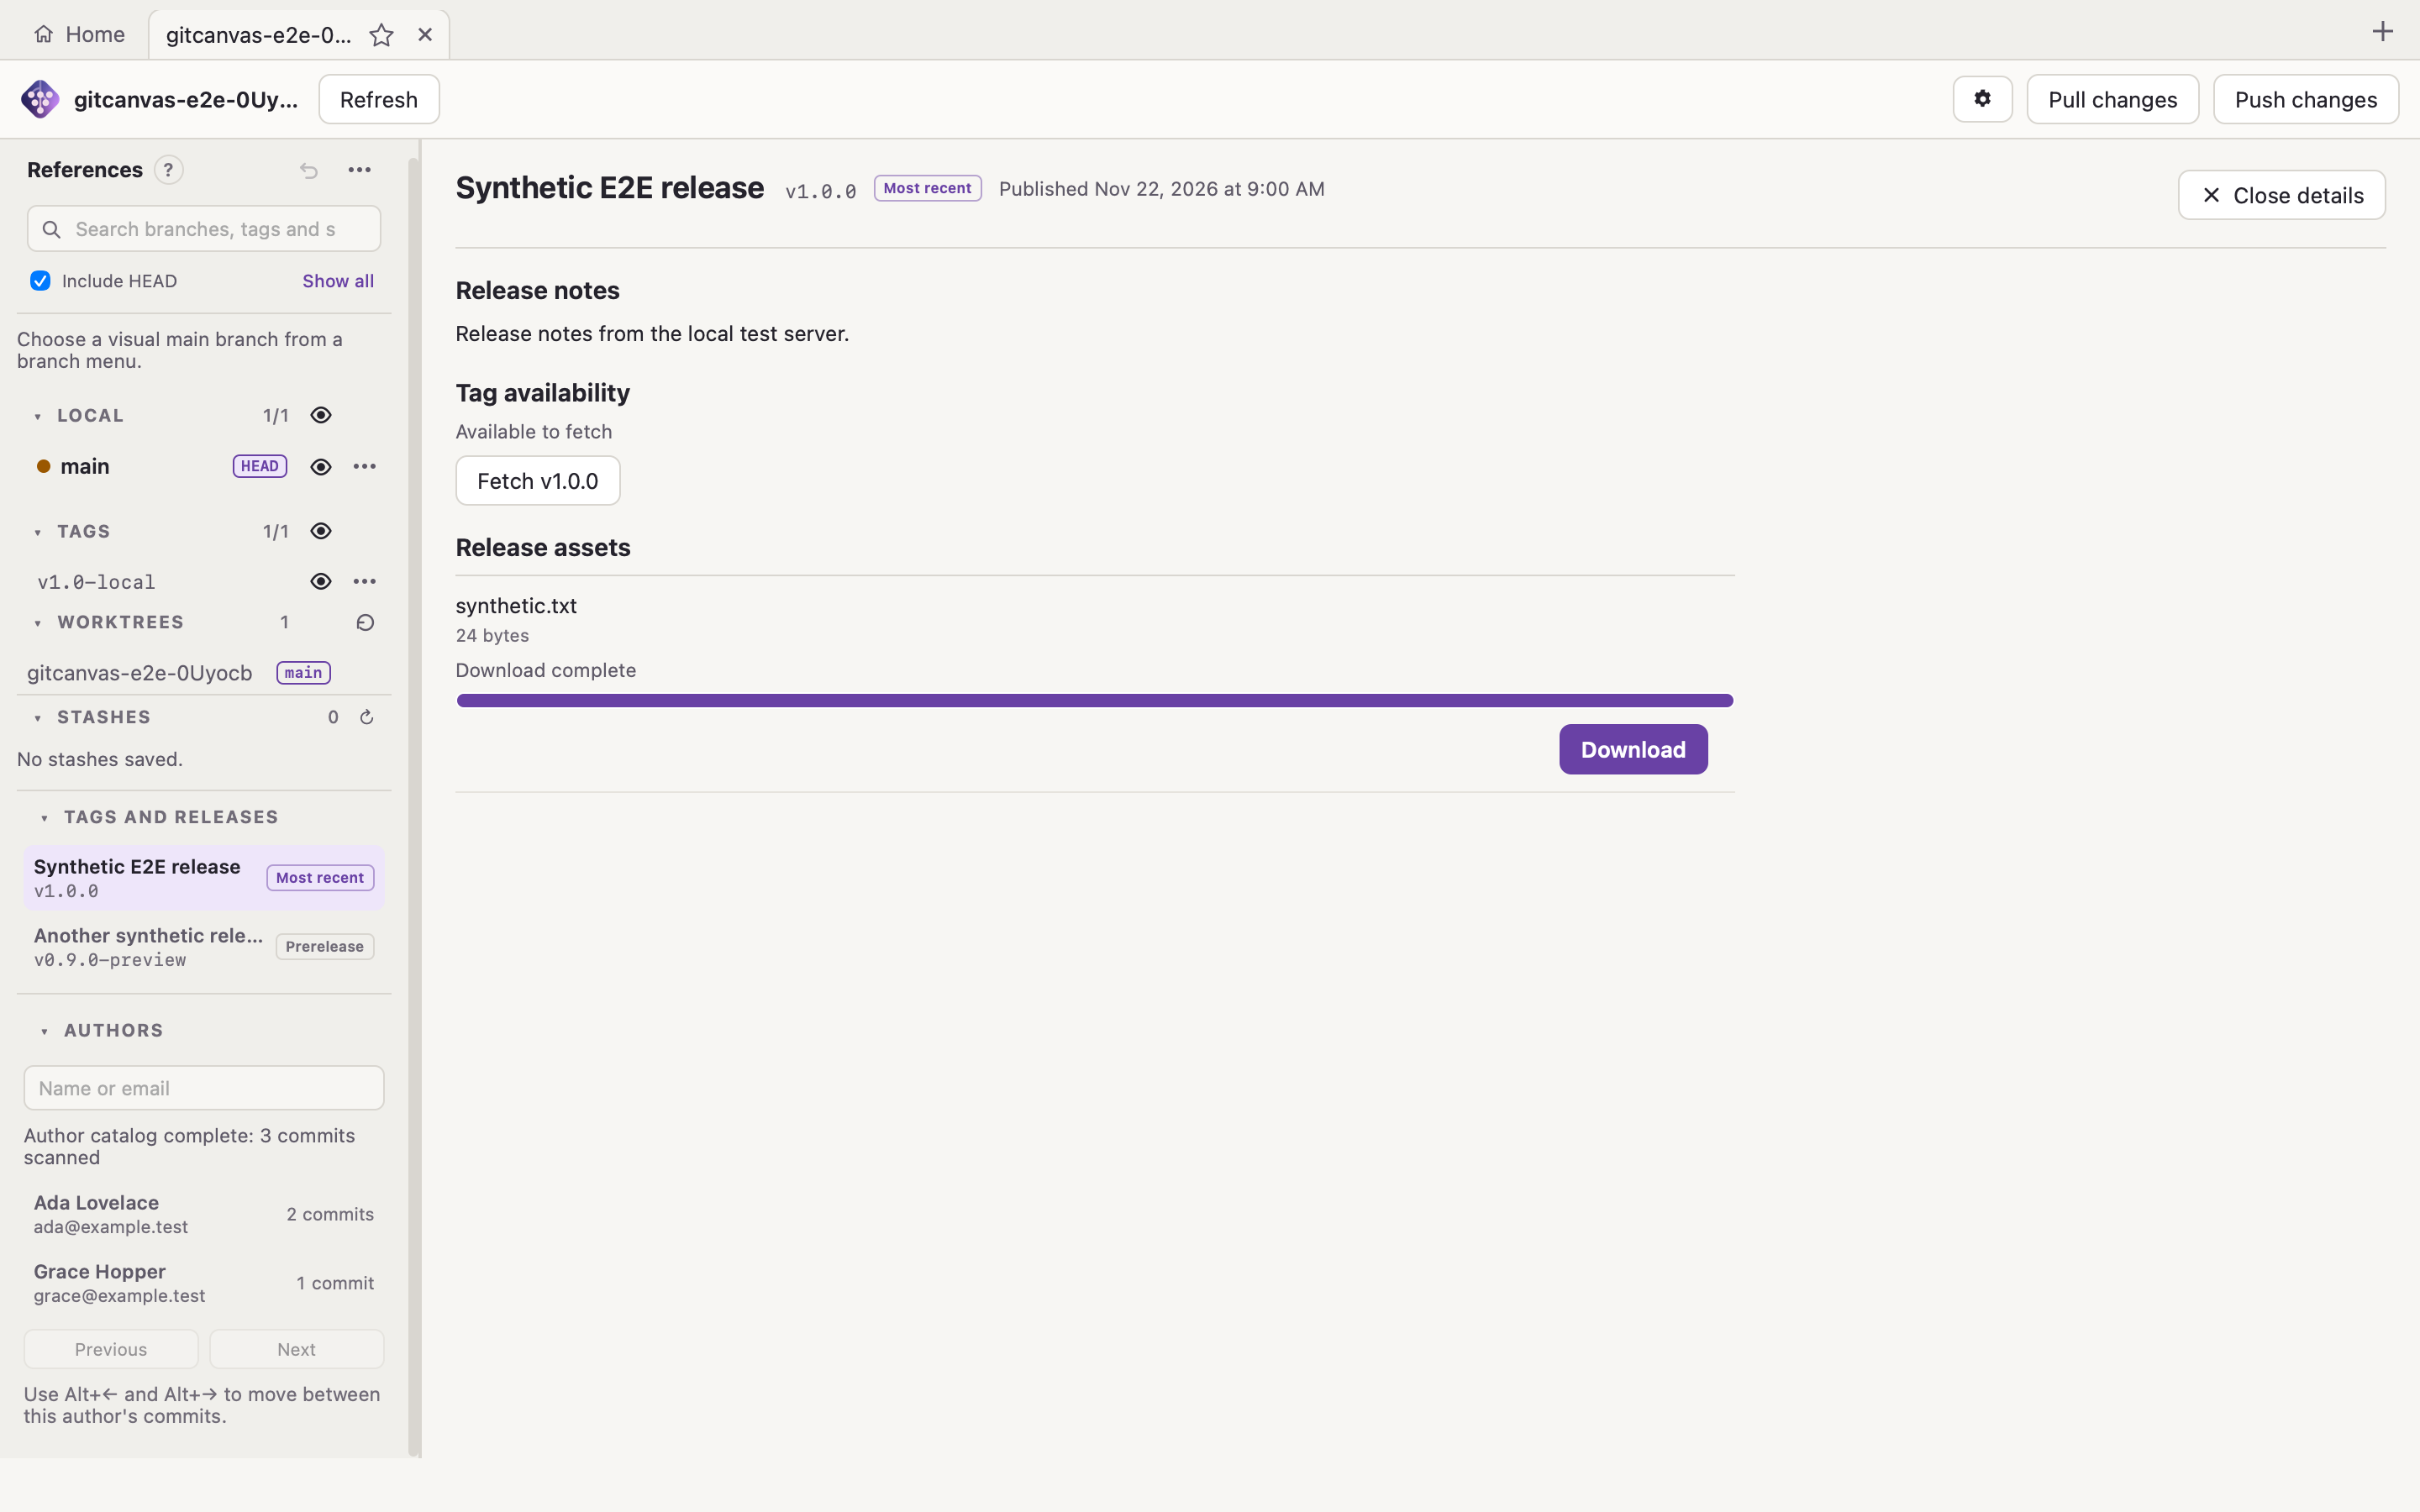 Home
gitcanvas-e2e-0...
gitcanvas-e2e-0Uy...
Refresh
Pull changes
Push changes
References
?
Search branches, tags and s
Include HEAD
Show all
Choose a visual main branch from a
branch menu.
LOCAL
1/1
main
HEAD
TAGS
1/1
v1.0-local
WORKTREES
1
gitcanvas-e2e-0Uyocb
main
STASHES
0
No stashes saved.
TAGS AND RELEASES
Synthetic E2E release
v1.0.0
Most recent
Another synthetic rele...
v0.9.0-preview
Prerelease
AUTHORS
Name or email
Author catalog complete: 3 commits
scanned
Ada Lovelace
ada@example.test
2 commits
Grace Hopper
grace@example.test
1 commit
Previous
Next
Use Alt+← and Alt+→ to move between
this author's commits.
Synthetic E2E release
v1.0.0
Most recent
Published Nov 22, 2026 at 9:00 AM
Close details
Release notes
Release notes from the local test server.
Tag availability
Available to fetch
Fetch v1.0.0
Release assets
synthetic.txt
24 bytes
Download complete
Download